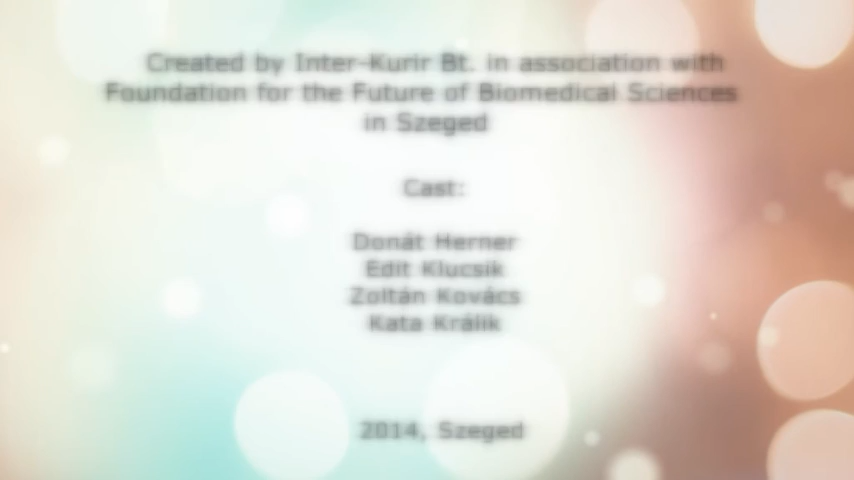 Created by Inter-Kurir Bt. in association with
Foundation for the Future of Biomedical Sciences
in Szeged
Cast:
Donát Herner
Edit Klucsik
Zoltán Kovács
Kata Králik
2014, Szeged